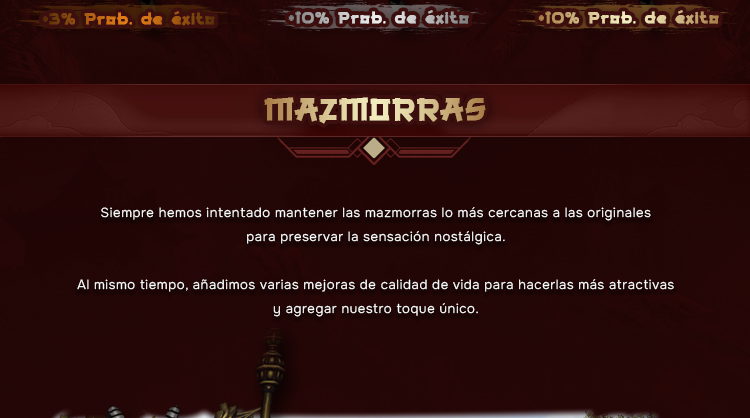 •3% Prob. de éxito
•10% Prob. de éxito
•10% Prob. de éxito
MAZMORRAS
Siempre hemos intentado mantener las mazmorras lo más cercanas a las originales
para preservar la sensación nostálgica.
Al mismo tiempo, añadimos varias mejoras de calidad de vida para hacerlas más atractivas
y agregar nuestro toque único.